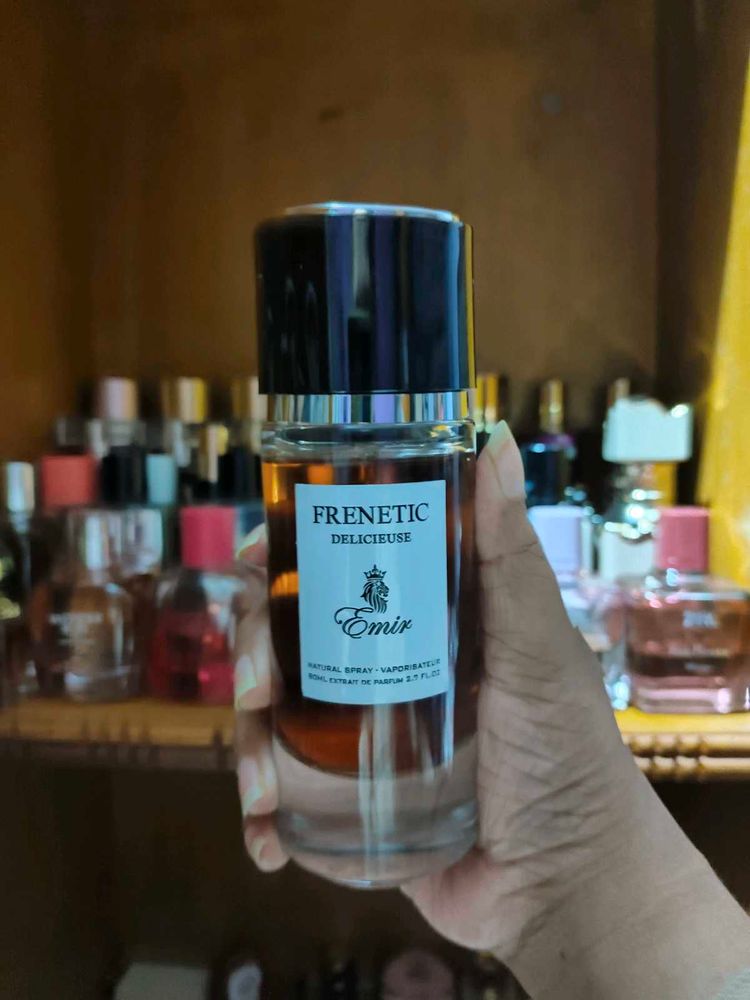 FRENETIC
DELICIEUSE
Emir
NATURAL SPRAY - VAPORISATEUR
80ML EXTRAIT DE PARFUM 2.7 FL.OZ